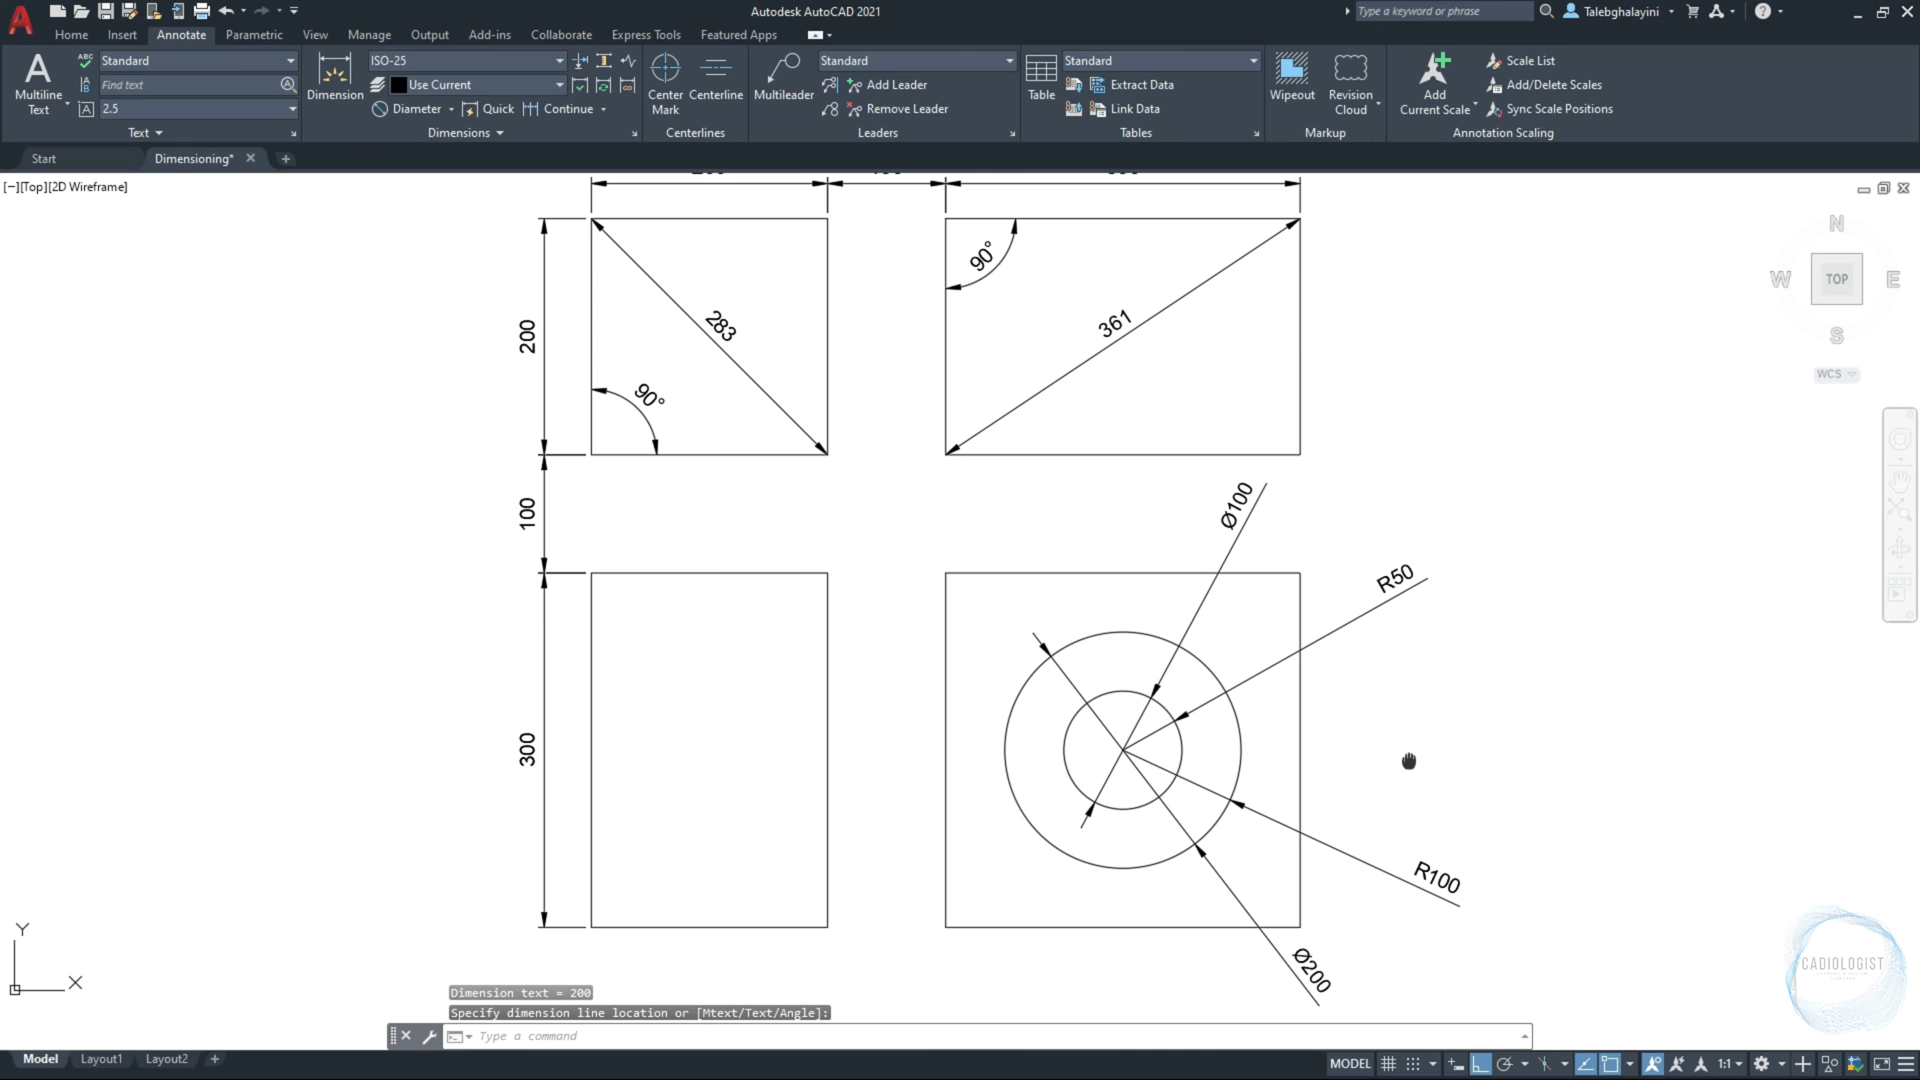 Autodesk AutoCAD 2021
Type a keyword or phrase
Talebghalayini
Home Insert Annotate Parametric View Manage Output Add-ins Collaborate Express Tools Featured Apps
Multiline Text
ABC
Standard
Find text
2.5
Text
Dimension
ISO-25
Use Current
Diameter Quick Continue
Dimensions
Center Mark
Centerline
Centerlines
Multileader
Standard
Add Leader
Remove Leader
Leaders
Table
Standard
Extract Data
Link Data
Tables
Wipeout
Revision Cloud
Markup
Add Current Scale
Scale List
Add/Delete Scales
Sync Scale Positions
Annotation Scaling
Start Dimensioning*
[−][Top][2D Wireframe]
N
W TOP E
S
WCS
90°
200
283
361
90°
100
Ø100
R50
300
R100
Ø200
Y
X
CADIOLOGIST
Dimension text = 200
Specify dimension line location or [Mtext/Text/Angle]:
Type a command
Model Layout1 Layout2
MODEL 1:1